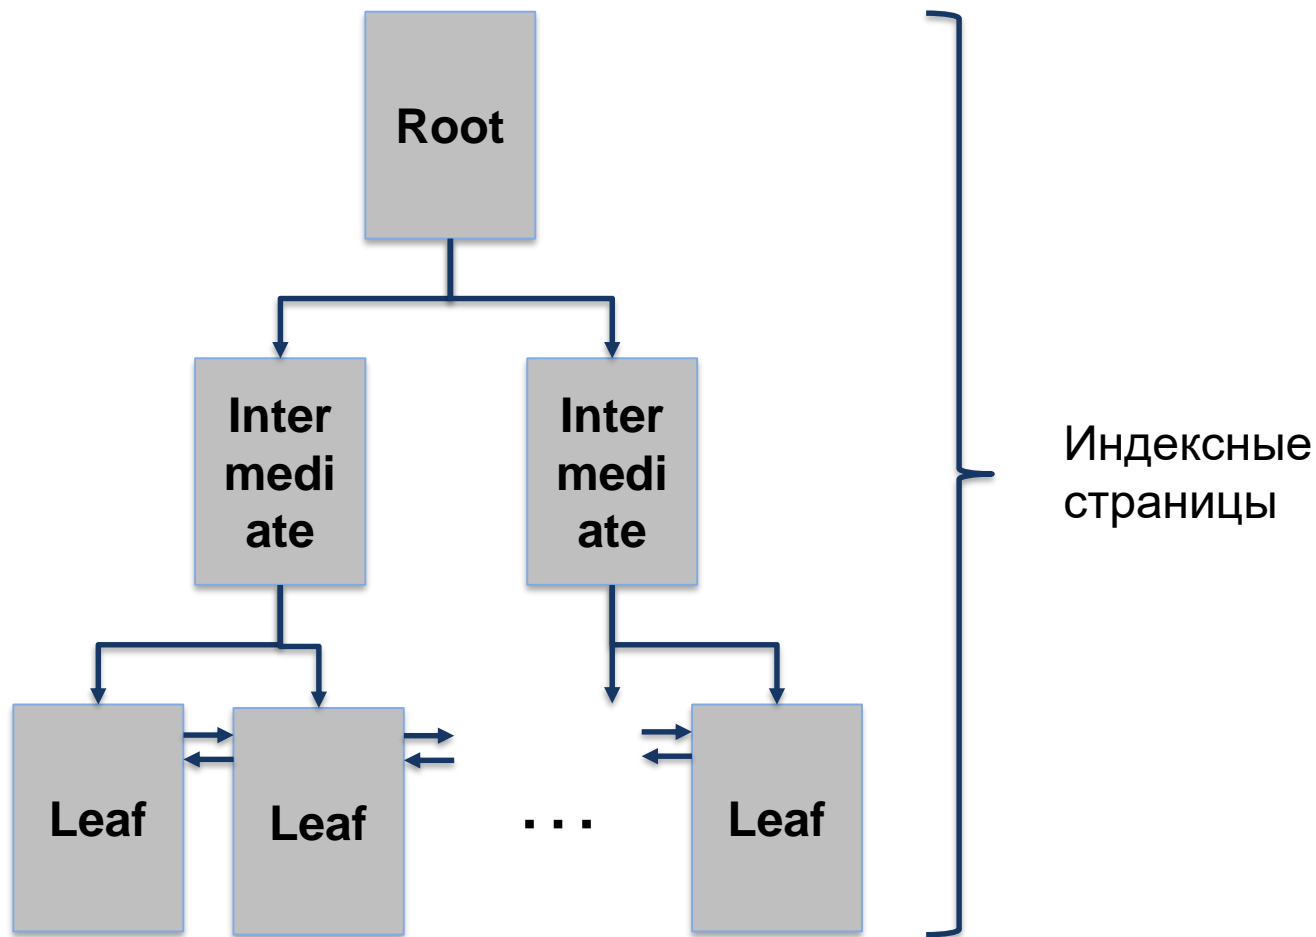 Root
Inter
medi
ate
Inter
medi
ate
Индексные
страницы
Leaf
Leaf
...
Leaf